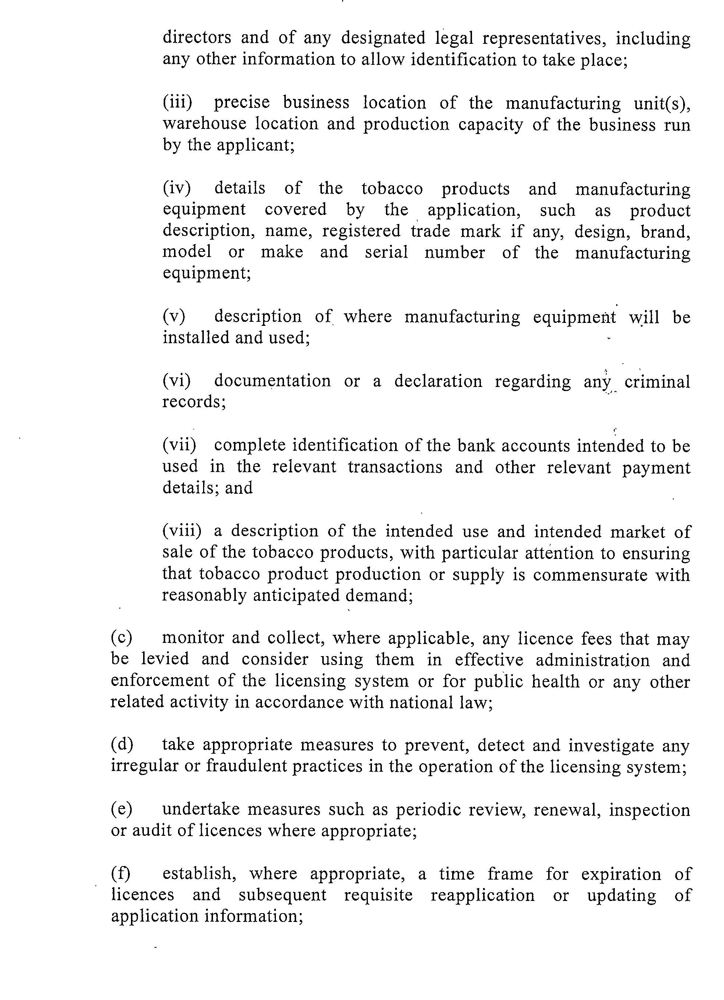 directors and of any designated legal representatives, including
any other information to allow identification to take place;
(iii) precise business location of the manufacturing unit(s),
warehouse location and production capacity of the business run
by the applicant;
(iv) details of the tobacco products and manufacturing
equipment covered by the application, such as product
description, name, registered trade mark if any, design, brand,
model or make and serial number of the manufacturing
equipment;
(v) description of where manufacturing equipment will be
installed and used;
(vi) documentation or a declaration regarding any criminal
records;
(vii) complete identification of the bank accounts intended to be
used in the relevant transactions and other relevant payment
details; and
(viii) a description of the intended use and intended market of
sale of the tobacco products, with particular attention to ensuring
that tobacco product production or supply is commensurate with
reasonably anticipated demand;
(c) monitor and collect, where applicable, any licence fees that may
be levied and consider using them in effective administration and
enforcement of the licensing system or for public health or any other
related activity in accordance with national law;
(d) take appropriate measures to prevent, detect and investigate any
irregular or fraudulent practices in the operation of the licensing system;
(e) undertake measures such as periodic review, renewal, inspection
or audit of licences where appropriate;
(f) establish, where appropriate, a time frame for expiration of
licences and subsequent requisite reapplication or updating of
application information;